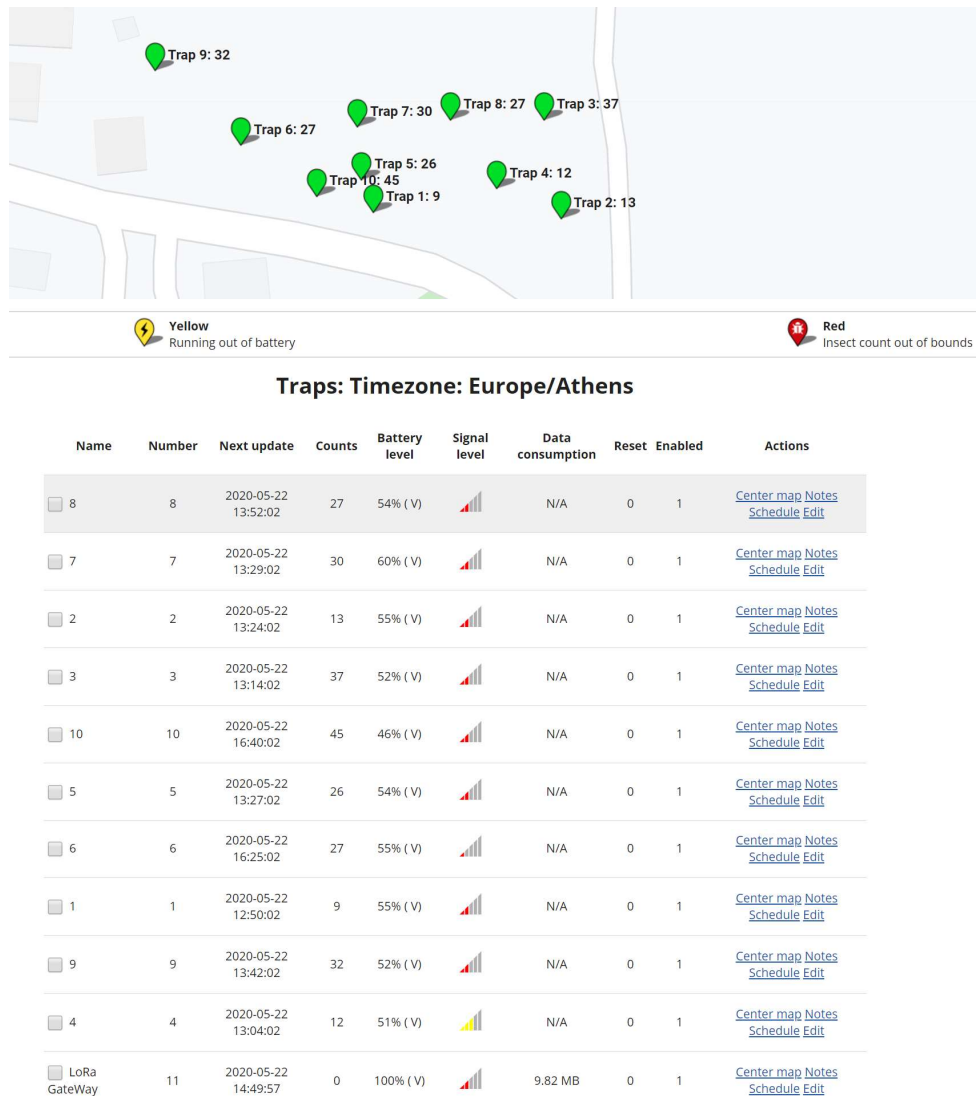 Trap 9: 32
Trap 7: 30
Trap 8: 27
Trap 3: 37
Trap 6: 27
Trap 5: 26
Trap 10: 45
Trap 4: 12
Trap 1: 9
Trap 2: 13
Yellow
Running out of battery
Red
Insect count out of bounds
Traps: Timezone: Europe/Athens
Name Number Next update Counts Battery level Signal level Data consumption Reset Enabled Actions
8 8 2020-05-22 13:52:02 27 54% ( V) N/A 0 1 Center map Notes Schedule Edit
7 7 2020-05-22 13:29:02 30 60% ( V) N/A 0 1 Center map Notes Schedule Edit
2 2 2020-05-22 13:24:02 13 55% ( V) N/A 0 1 Center map Notes Schedule Edit
3 3 2020-05-22 13:14:02 37 52% ( V) N/A 0 1 Center map Notes Schedule Edit
10 10 2020-05-22 16:40:02 45 46% ( V) N/A 0 1 Center map Notes Schedule Edit
5 5 2020-05-22 13:27:02 26 54% ( V) N/A 0 1 Center map Notes Schedule Edit
6 6 2020-05-22 16:25:02 27 55% ( V) N/A 0 1 Center map Notes Schedule Edit
1 1 2020-05-22 12:50:02 9 55% ( V) N/A 0 1 Center map Notes Schedule Edit
9 9 2020-05-22 13:42:02 32 52% ( V) N/A 0 1 Center map Notes Schedule Edit
4 4 2020-05-22 13:04:02 12 51% ( V) N/A 0 1 Center map Notes Schedule Edit
LoRa GateWay 11 2020-05-22 14:49:57 0 100% ( V) 9.82 MB 0 1 Center map Notes Schedule Edit